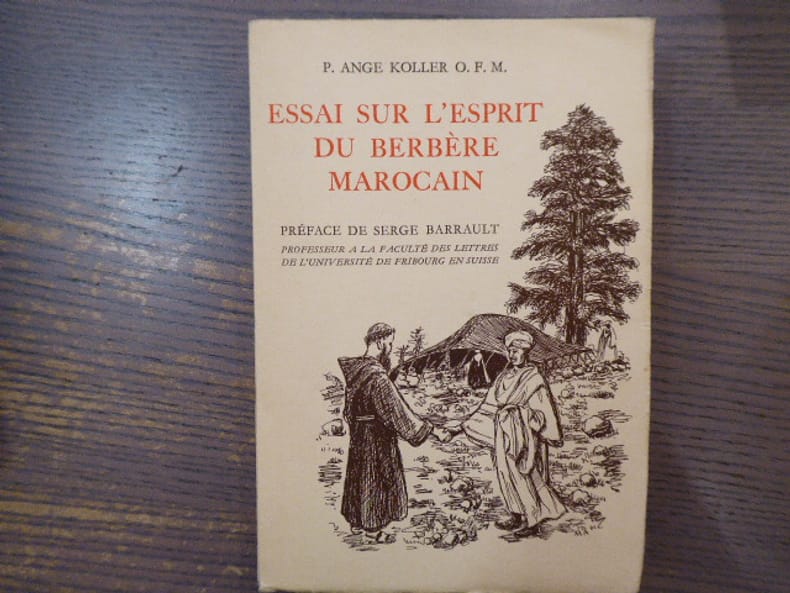 P. ANGE KOLLER O. F. M.
ESSAI SUR L'ESPRIT
DU BERBÈRE
MAROCAIN
PRÉFACE DE SERGE BARRAULT
PROFESSEUR A LA FACULTÉ DES LETTRES
DE L'UNIVERSITÉ DE FRIBOURG EN SUISSE